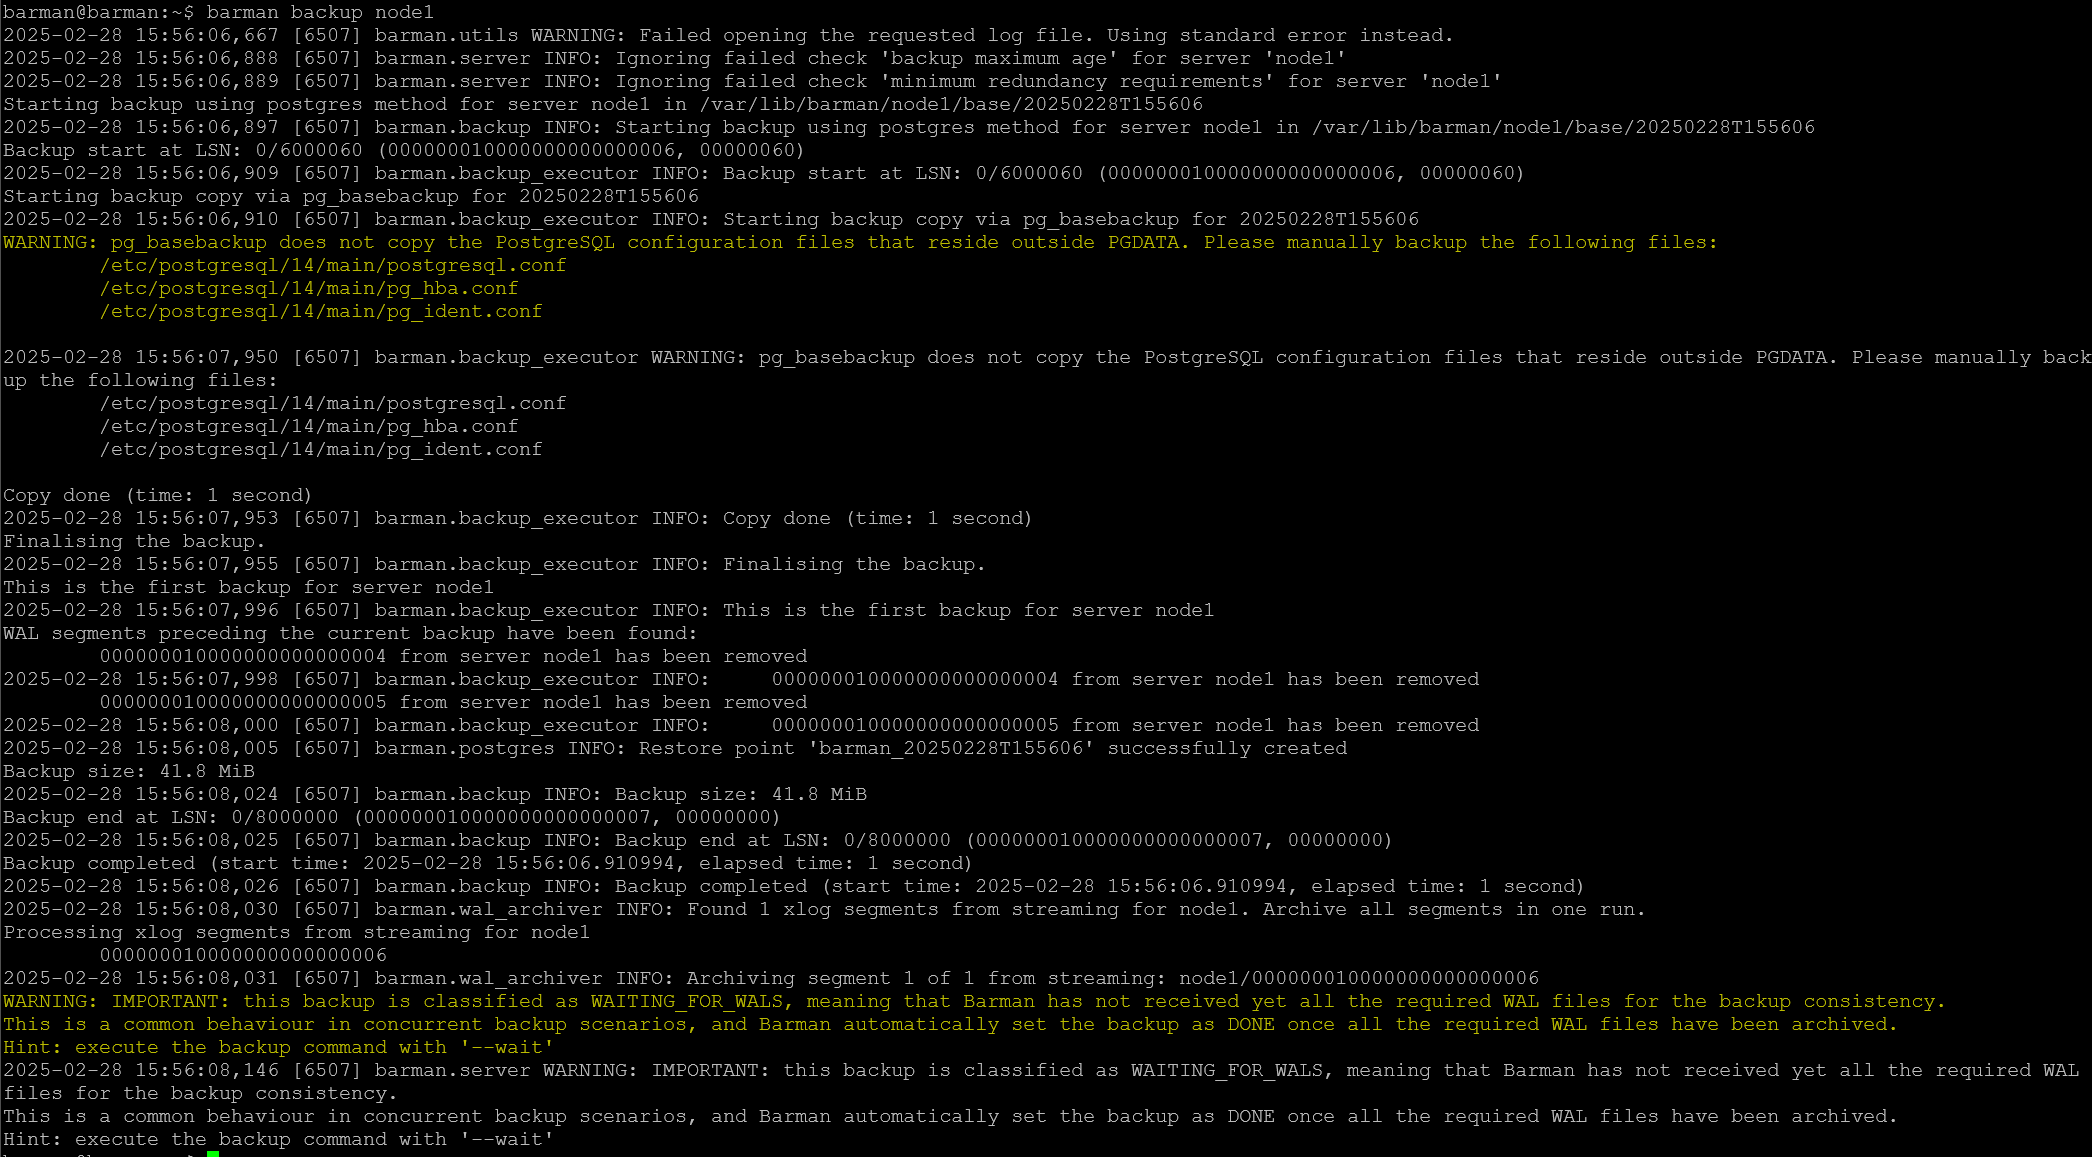 barman@barman:~$ barman backup node1
2025-02-28 15:56:06,667 [6507] barman.utils WARNING: Failed opening the requested log file. Using standard error instead.
2025-02-28 15:56:06,888 [6507] barman.server INFO: Ignoring failed check 'backup maximum age' for server 'node1'
2025-02-28 15:56:06,889 [6507] barman.server INFO: Ignoring failed check 'minimum redundancy requirements' for server 'node1'
Starting backup using postgres method for server node1 in /var/lib/barman/node1/base/20250228T155606
2025-02-28 15:56:06,897 [6507] barman.backup INFO: Starting backup using postgres method for server node1 in /var/lib/barman/node1/base/20250228T155606
Backup start at LSN: 0/6000060 (000000010000000000000006, 00000060)
2025-02-28 15:56:06,909 [6507] barman.backup_executor INFO: Backup start at LSN: 0/6000060 (000000010000000000000006, 00000060)
Starting backup copy via pg_basebackup for 20250228T155606
2025-02-28 15:56:06,910 [6507] barman.backup_executor INFO: Starting backup copy via pg_basebackup for 20250228T155606
WARNING: pg_basebackup does not copy the PostgreSQL configuration files that reside outside PGDATA. Please manually backup the following files:
/etc/postgresql/14/main/postgresql.conf
/etc/postgresql/14/main/pg_hba.conf
/etc/postgresql/14/main/pg_ident.conf
2025-02-28 15:56:07,950 [6507] barman.backup_executor WARNING: pg_basebackup does not copy the PostgreSQL configuration files that reside outside PGDATA. Please manually back
up the following files:
/etc/postgresql/14/main/postgresql.conf
/etc/postgresql/14/main/pg_hba.conf
/etc/postgresql/14/main/pg_ident.conf
Copy done (time: 1 second)
2025-02-28 15:56:07,953 [6507] barman.backup_executor INFO: Copy done (time: 1 second)
Finalising the backup.
2025-02-28 15:56:07,955 [6507] barman.backup_executor INFO: Finalising the backup.
This is the first backup for server node1
2025-02-28 15:56:07,996 [6507] barman.backup_executor INFO: This is the first backup for server node1
WAL segments preceding the current backup have been found:
000000010000000000000004 from server node1 has been removed
2025-02-28 15:56:07,998 [6507] barman.backup_executor INFO:     000000010000000000000004 from server node1 has been removed
000000010000000000000005 from server node1 has been removed
2025-02-28 15:56:08,000 [6507] barman.backup_executor INFO:     000000010000000000000005 from server node1 has been removed
2025-02-28 15:56:08,005 [6507] barman.postgres INFO: Restore point 'barman_20250228T155606' successfully created
Backup size: 41.8 MiB
2025-02-28 15:56:08,024 [6507] barman.backup INFO: Backup size: 41.8 MiB
Backup end at LSN: 0/8000000 (000000010000000000000007, 00000000)
2025-02-28 15:56:08,025 [6507] barman.backup INFO: Backup end at LSN: 0/8000000 (000000010000000000000007, 00000000)
Backup completed (start time: 2025-02-28 15:56:06.910994, elapsed time: 1 second)
2025-02-28 15:56:08,026 [6507] barman.backup INFO: Backup completed (start time: 2025-02-28 15:56:06.910994, elapsed time: 1 second)
2025-02-28 15:56:08,030 [6507] barman.wal_archiver INFO: Found 1 xlog segments from streaming for node1. Archive all segments in one run.
Processing xlog segments from streaming for node1
000000010000000000000006
2025-02-28 15:56:08,031 [6507] barman.wal_archiver INFO: Archiving segment 1 of 1 from streaming: node1/000000010000000000000006
WARNING: IMPORTANT: this backup is classified as WAITING_FOR_WALS, meaning that Barman has not received yet all the required WAL files for the backup consistency.
This is a common behaviour in concurrent backup scenarios, and Barman automatically set the backup as DONE once all the required WAL files have been archived.
Hint: execute the backup command with '--wait'
2025-02-28 15:56:08,146 [6507] barman.server WARNING: IMPORTANT: this backup is classified as WAITING_FOR_WALS, meaning that Barman has not received yet all the required WAL
files for the backup consistency.
This is a common behaviour in concurrent backup scenarios, and Barman automatically set the backup as DONE once all the required WAL files have been archived.
Hint: execute the backup command with '--wait'